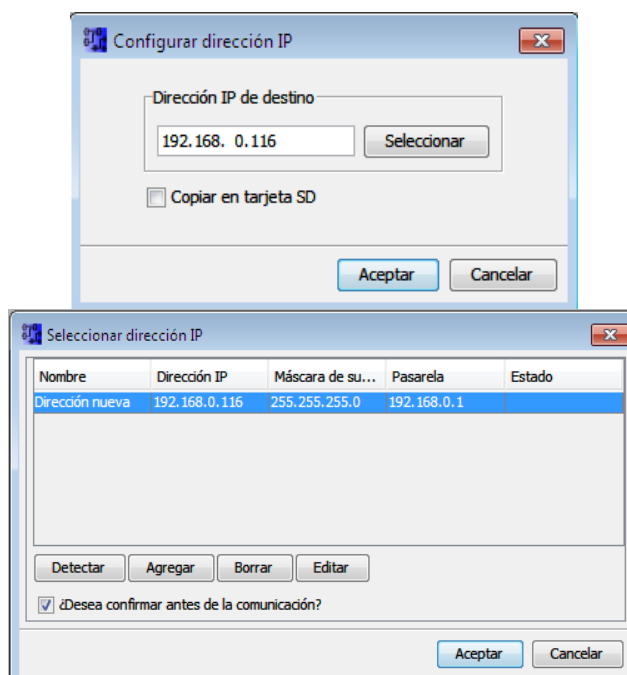 Configurar dirección IP
Dirección IP de destino
192.168. 0.116 Seleccionar
Copiar en tarjeta SD
Aceptar Cancelar
Seleccionar dirección IP
Nombre Dirección IP Máscara de su... Pasarela Estado
Dirección nueva 192.168.0.116 255.255.255.0 192.168.0.1
Detectar Agregar Borrar Editar
¿Desea confirmar antes de la comunicación?
Aceptar Cancelar